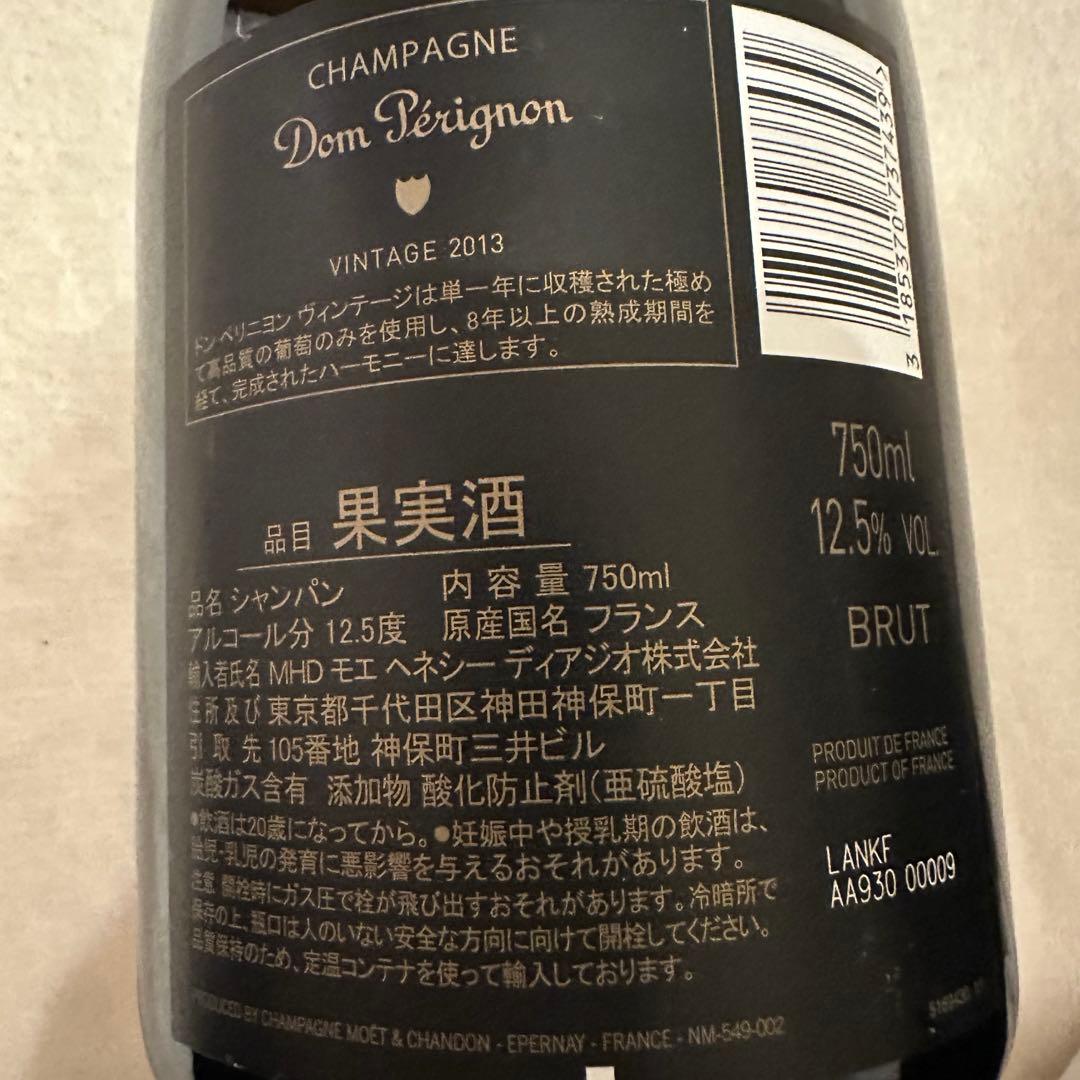 CHAMPAGNE
Dom Pérignon
VINTAGE 2013
ドン・ペリニヨン ヴィンテージは単一年に収穫された極め
て高品質の葡萄のみを使用し、8年以上の熟成期間を
経て、完成されたハーモニーに達します。
品目 果実酒
品名 シャンパン 内容量 750ml
アルコール分 12.5度 原産国名 フランス
輸入者氏名 MHD モエ ヘネシー ディアジオ株式会社
住所及び 東京都千代田区神田神保町一丁目
引取先 105番地 神保町三井ビル
炭酸ガス含有 添加物 酸化防止剤(亜硫酸塩)
●飲酒は20歳になってから。●妊娠中や授乳期の飲酒は、
胎児・乳児の発育に悪影響を与えるおそれがあります。
注意 開栓時にガス圧で栓が飛び出すおそれがあります。冷暗所で
保存の上、瓶口は人のいない安全な方向に向けて開栓してください。
品質保持のため、定温コンテナを使って輸入しております。
PRODUCED BY CHAMPAGNE MOËT & CHANDON - EPERNAY - FRANCE - NM-549-002
3 185370 737439 >
750ml
12.5% VOL.
BRUT
PRODUIT DE FRANCE
PRODUCT OF FRANCE
LANKF
AA930 00009